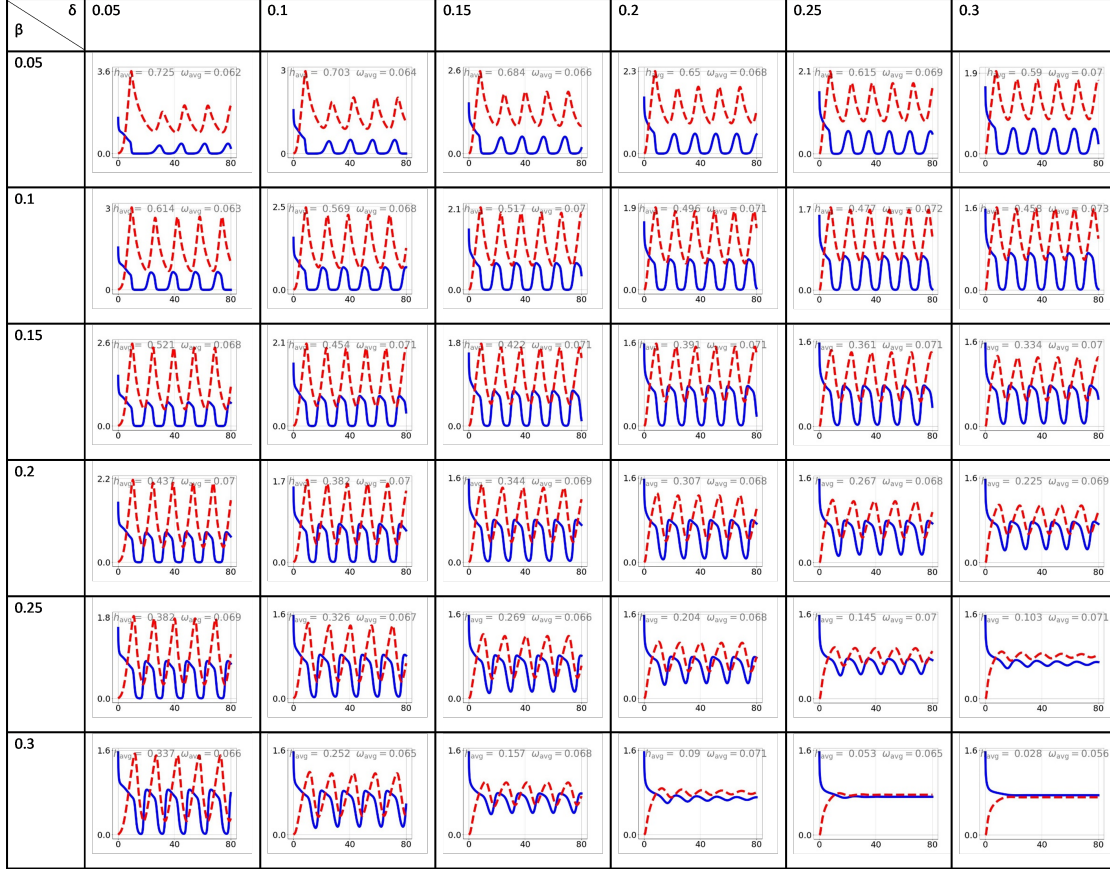 δ
β
0.05 0.1 0.15 0.2 0.25 0.3
0.05
3.6 h_avg = 0.725 ω_avg = 0.062
0.0
0 40 80
3 h_avg = 0.703 ω_avg = 0.064
0.0
0 40 80
2.6 h_avg = 0.684 ω_avg = 0.066
0.0
0 40 80
2.3 h_avg = 0.65 ω_avg = 0.068
0.0
0 40 80
2.1 h_avg = 0.615 ω_avg = 0.069
0.0
0 40 80
1.9 h_avg = 0.59 ω_avg = 0.07
0.0
0 40 80
0.1
3 h_avg = 0.614 ω_avg = 0.063
0.0
0 40 80
2.5 h_avg = 0.569 ω_avg = 0.068
0.0
0 40 80
2.1 h_avg = 0.517 ω_avg = 0.07
0.0
0 40 80
1.9 h_avg = 0.496 ω_avg = 0.071
0.0
0 40 80
1.7 h_avg = 0.477 ω_avg = 0.072
0.0
0 40 80
1.6 h_avg = 0.458 ω_avg = 0.073
0.0
0 40 80
0.15
2.6 h_avg = 0.521 ω_avg = 0.068
0.0
0 40 80
2.1 h_avg = 0.454 ω_avg = 0.071
0.0
0 40 80
1.8 h_avg = 0.422 ω_avg = 0.071
0.0
0 40 80
1.6 h_avg = 0.391 ω_avg = 0.071
0.0
0 40 80
1.6 h_avg = 0.361 ω_avg = 0.071
0.0
0 40 80
1.6 h_avg = 0.334 ω_avg = 0.07
0.0
0 40 80
0.2
2.2 h_avg = 0.437 ω_avg = 0.07
0.0
0 40 80
1.7 h_avg = 0.382 ω_avg = 0.07
0.0
0 40 80
1.6 h_avg = 0.344 ω_avg = 0.069
0.0
0 40 80
1.6 h_avg = 0.307 ω_avg = 0.068
0.0
0 40 80
1.6 h_avg = 0.267 ω_avg = 0.068
0.0
0 40 80
1.6 h_avg = 0.225 ω_avg = 0.069
0.0
0 40 80
0.25
1.8 h_avg = 0.382 ω_avg = 0.069
0.0
0 40 80
1.6 h_avg = 0.326 ω_avg = 0.067
0.0
0 40 80
1.6 h_avg = 0.269 ω_avg = 0.066
0.0
0 40 80
1.6 h_avg = 0.204 ω_avg = 0.068
0.0
0 40 80
1.6 h_avg = 0.145 ω_avg = 0.07
0.0
0 40 80
1.6 h_avg = 0.103 ω_avg = 0.071
0.0
0 40 80
0.3
1.6 h_avg = 0.337 ω_avg = 0.066
0.0
0 40 80
1.6 h_avg = 0.252 ω_avg = 0.065
0.0
0 40 80
1.6 h_avg = 0.157 ω_avg = 0.068
0.0
0 40 80
1.6 h_avg = 0.09 ω_avg = 0.071
0.0
0 40 80
1.6 h_avg = 0.053 ω_avg = 0.065
0.0
0 40 80
1.6 h_avg = 0.028 ω_avg = 0.056
0.0
0 40 80